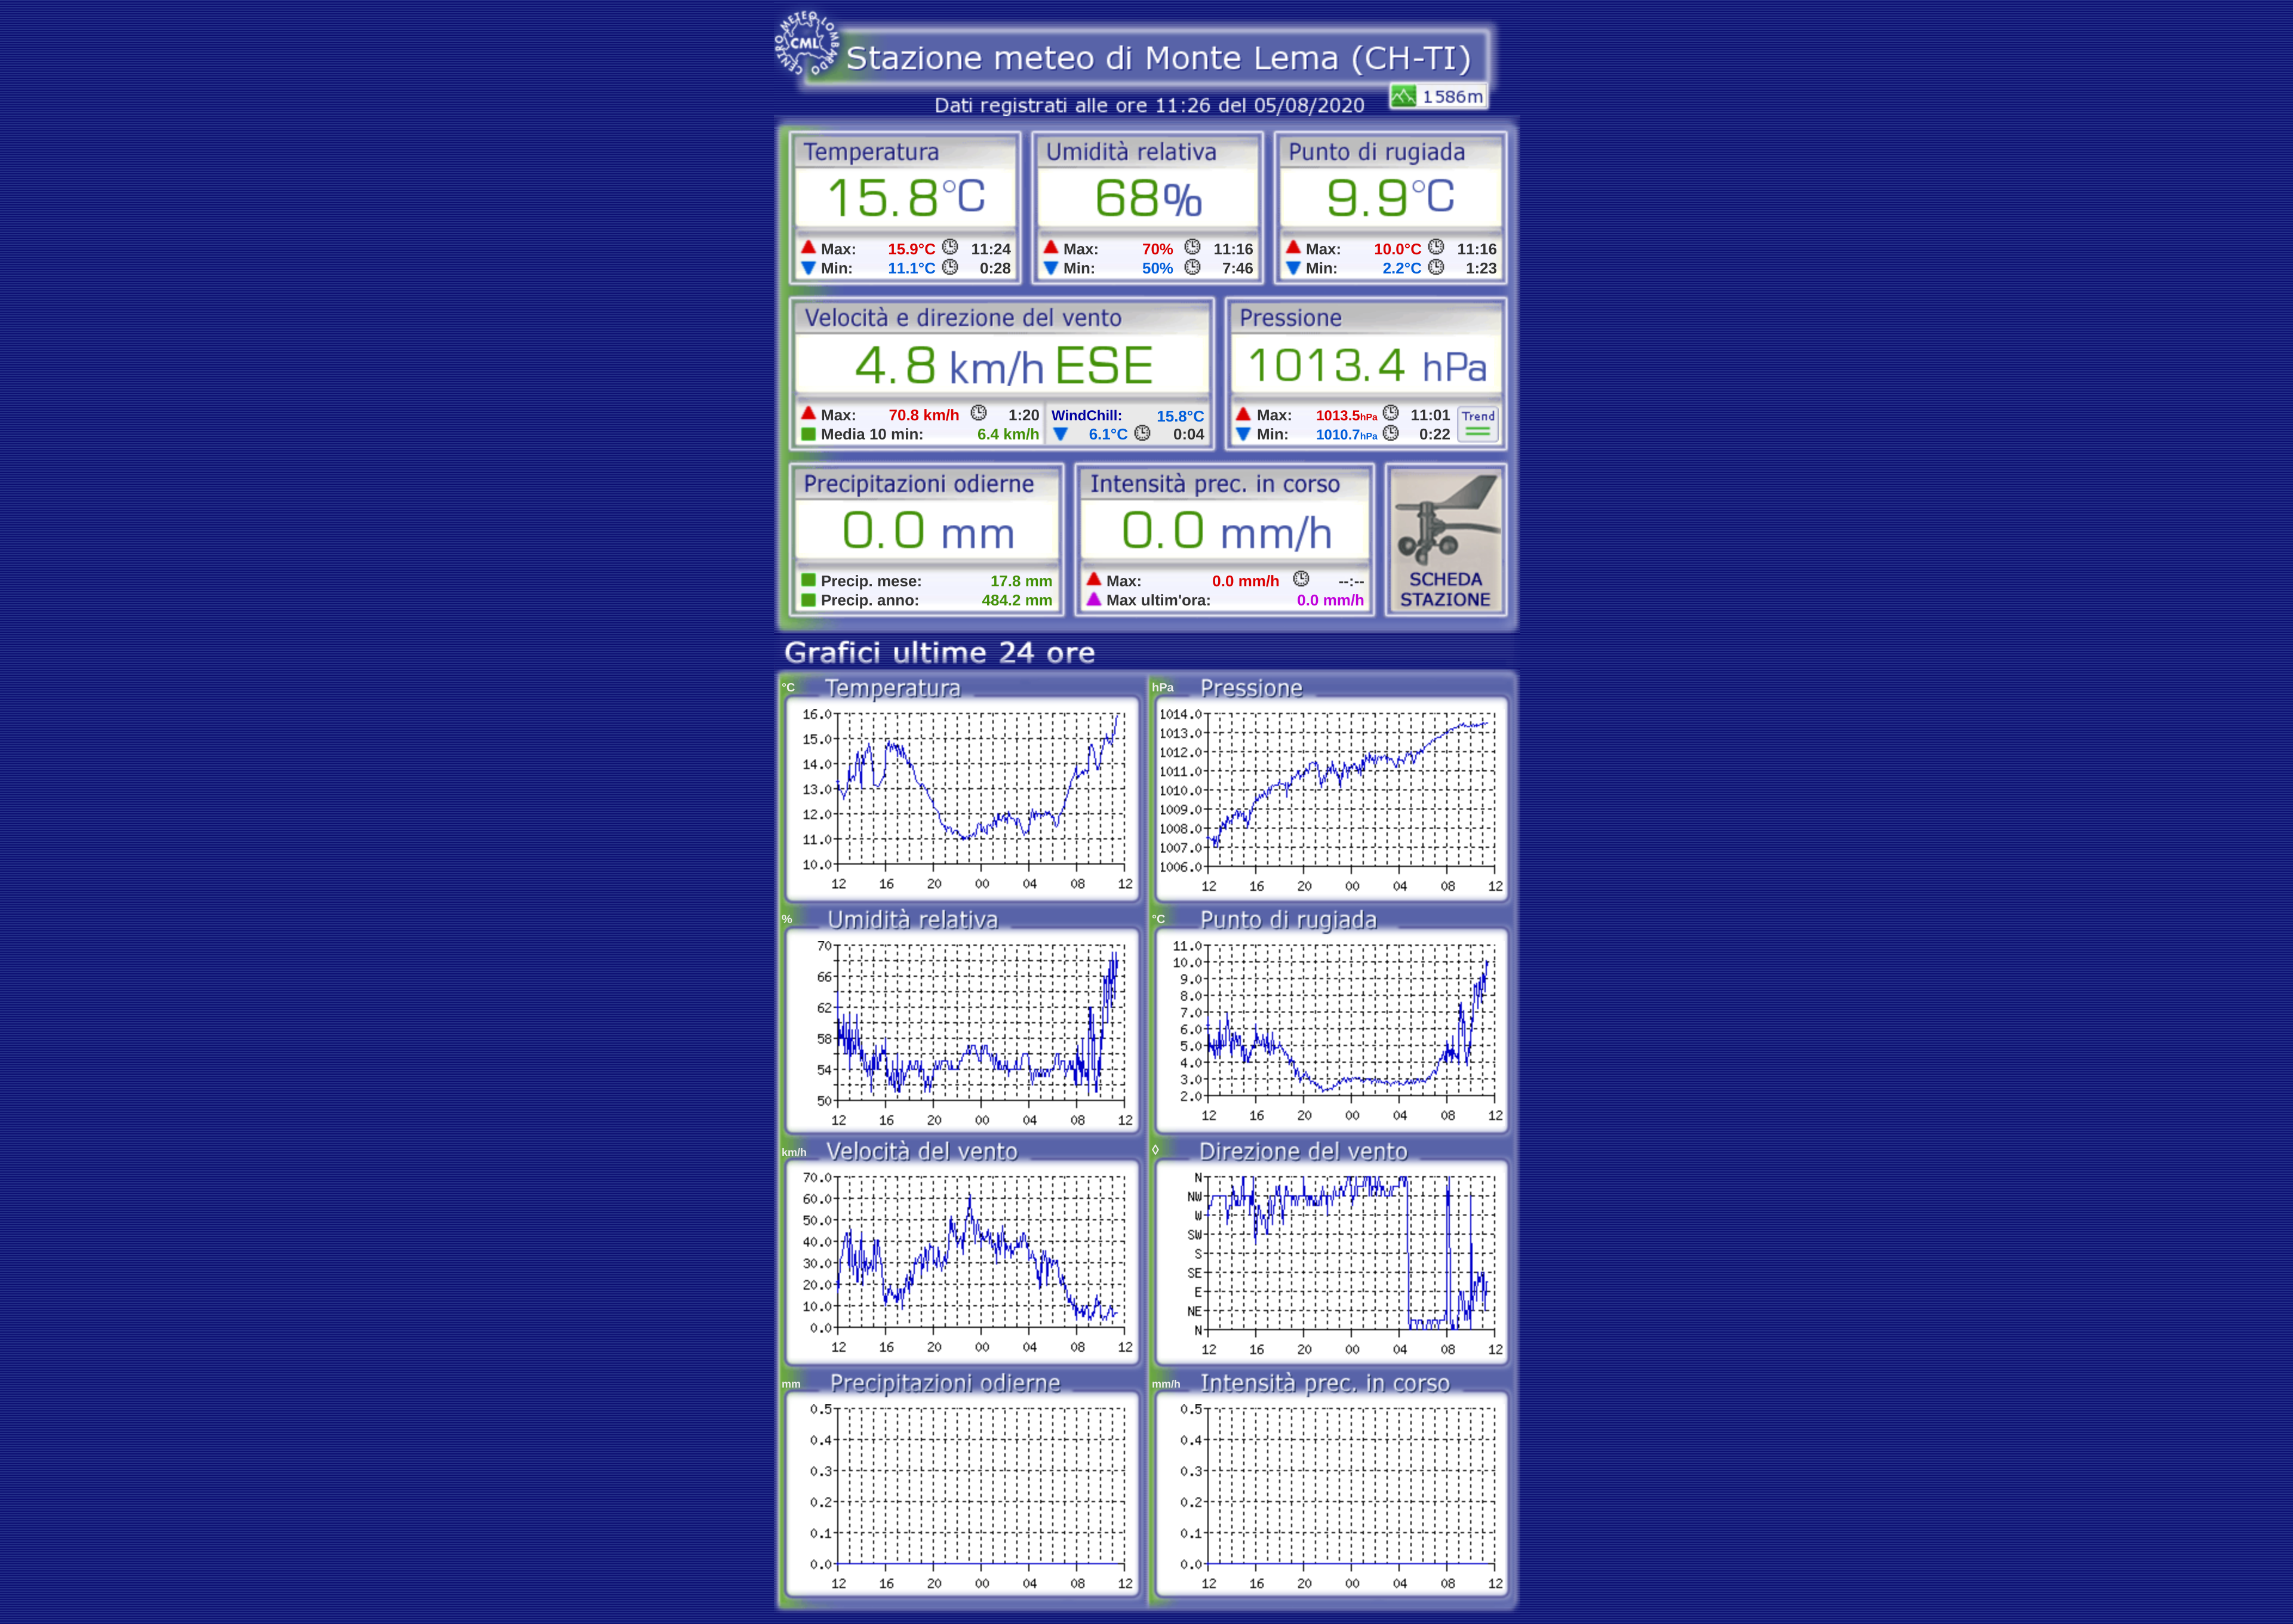 CENTRO METEO LOMBARDO
CML
Stazione meteo di Monte Lema (CH-TI)
Dati registrati alle ore 11:26 del 05/08/2020
1586m
Temperatura
15.8°C
Max: 15.9°C 11:24
Min: 11.1°C 0:28
Umidità relativa
68%
Max: 70% 11:16
Min: 50% 7:46
Punto di rugiada
9.9°C
Max: 10.0°C 11:16
Min: 2.2°C 1:23
Velocità e direzione del vento
4.8 km/h ESE
Max: 70.8 km/h 1:20
Media 10 min: 6.4 km/h
WindChill: 15.8°C
6.1°C 0:04
Pressione
1013.4 hPa
Max: 1013.5hPa 11:01
Min: 1010.7hPa 0:22
Trend
Precipitazioni odierne
0.0 mm
Precip. mese: 17.8 mm
Precip. anno: 484.2 mm
Intensità prec. in corso
0.0 mm/h
Max: 0.0 mm/h --:--
Max ultim'ora: 0.0 mm/h
SCHEDA
STAZIONE
Grafici ultime 24 ore
°C Temperatura
16.0
15.0
14.0
13.0
12.0
11.0
10.0
12 16 20 00 04 08 12
hPa Pressione
1014.0
1013.0
1012.0
1011.0
1010.0
1009.0
1008.0
1007.0
1006.0
12 16 20 00 04 08 12
% Umidità relativa
70
66
62
58
54
50
12 16 20 00 04 08 12
°C Punto di rugiada
11.0
10.0
9.0
8.0
7.0
6.0
5.0
4.0
3.0
2.0
12 16 20 00 04 08 12
km/h Velocità del vento
70.0
60.0
50.0
40.0
30.0
20.0
10.0
0.0
12 16 20 00 04 08 12
◊ Direzione del vento
N
NW
W
SW
S
SE
E
NE
N
12 16 20 00 04 08 12
mm Precipitazioni odierne
0.5
0.4
0.3
0.2
0.1
0.0
12 16 20 00 04 08 12
mm/h Intensità prec. in corso
0.5
0.4
0.3
0.2
0.1
0.0
12 16 20 00 04 08 12